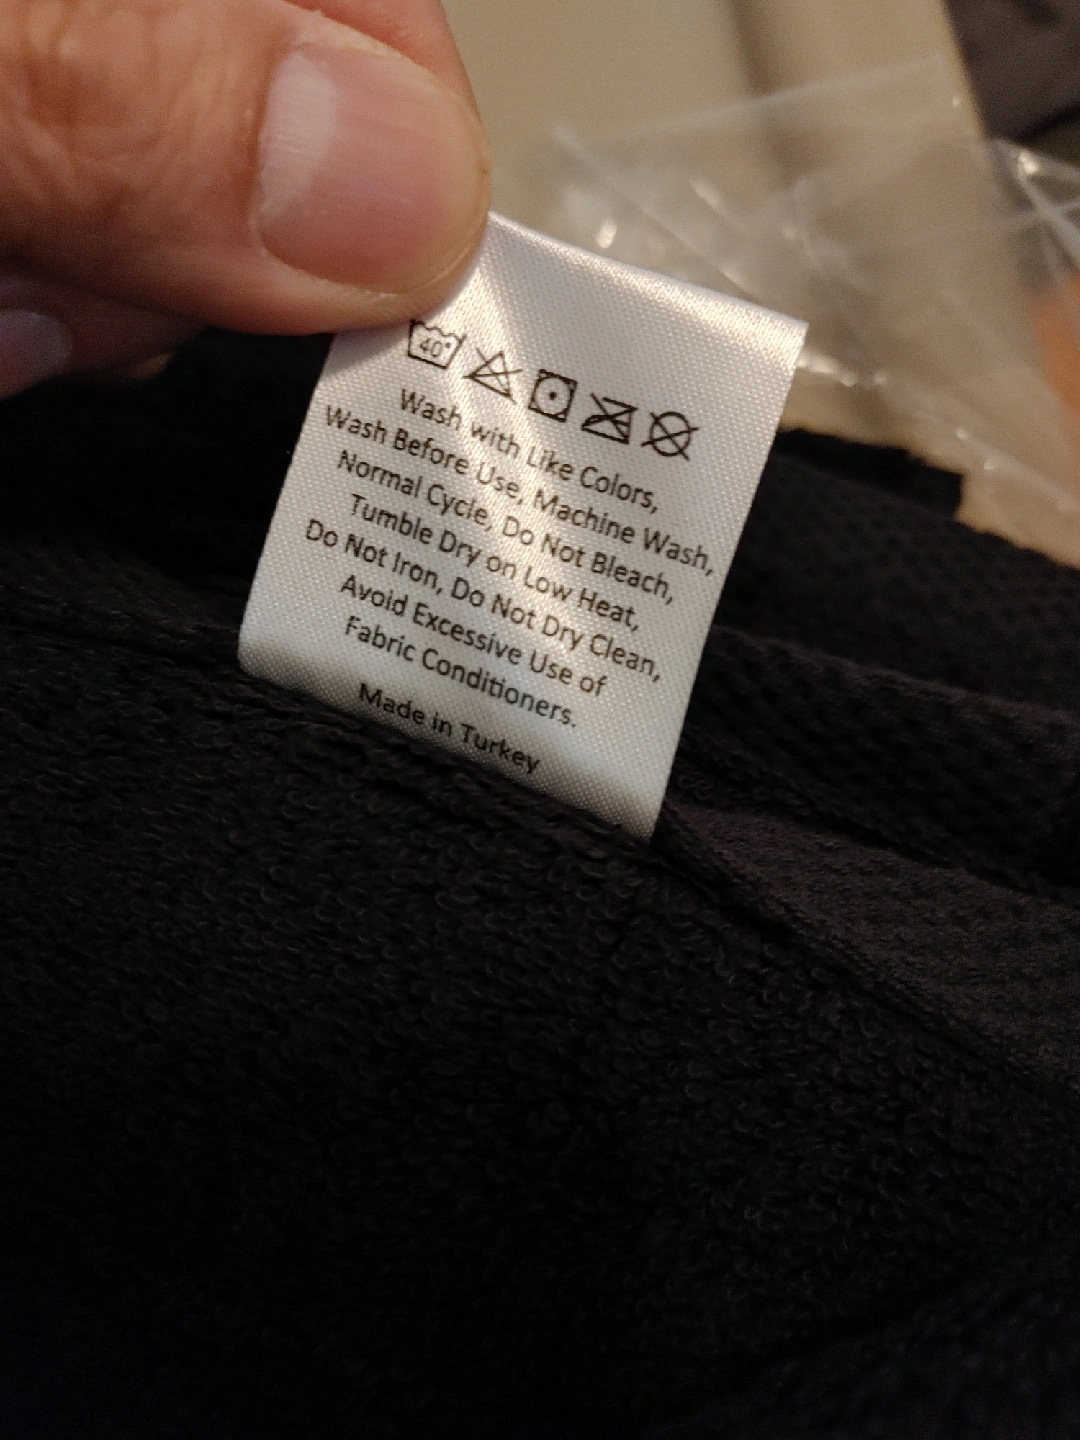 40°
Wash with Like Colors,
Wash Before Use, Machine Wash,
Normal Cycle, Do Not Bleach,
Tumble Dry on Low Heat,
Do Not Iron, Do Not Dry Clean,
Avoid Excessive Use of
Fabric Conditioners.
Made in Turkey